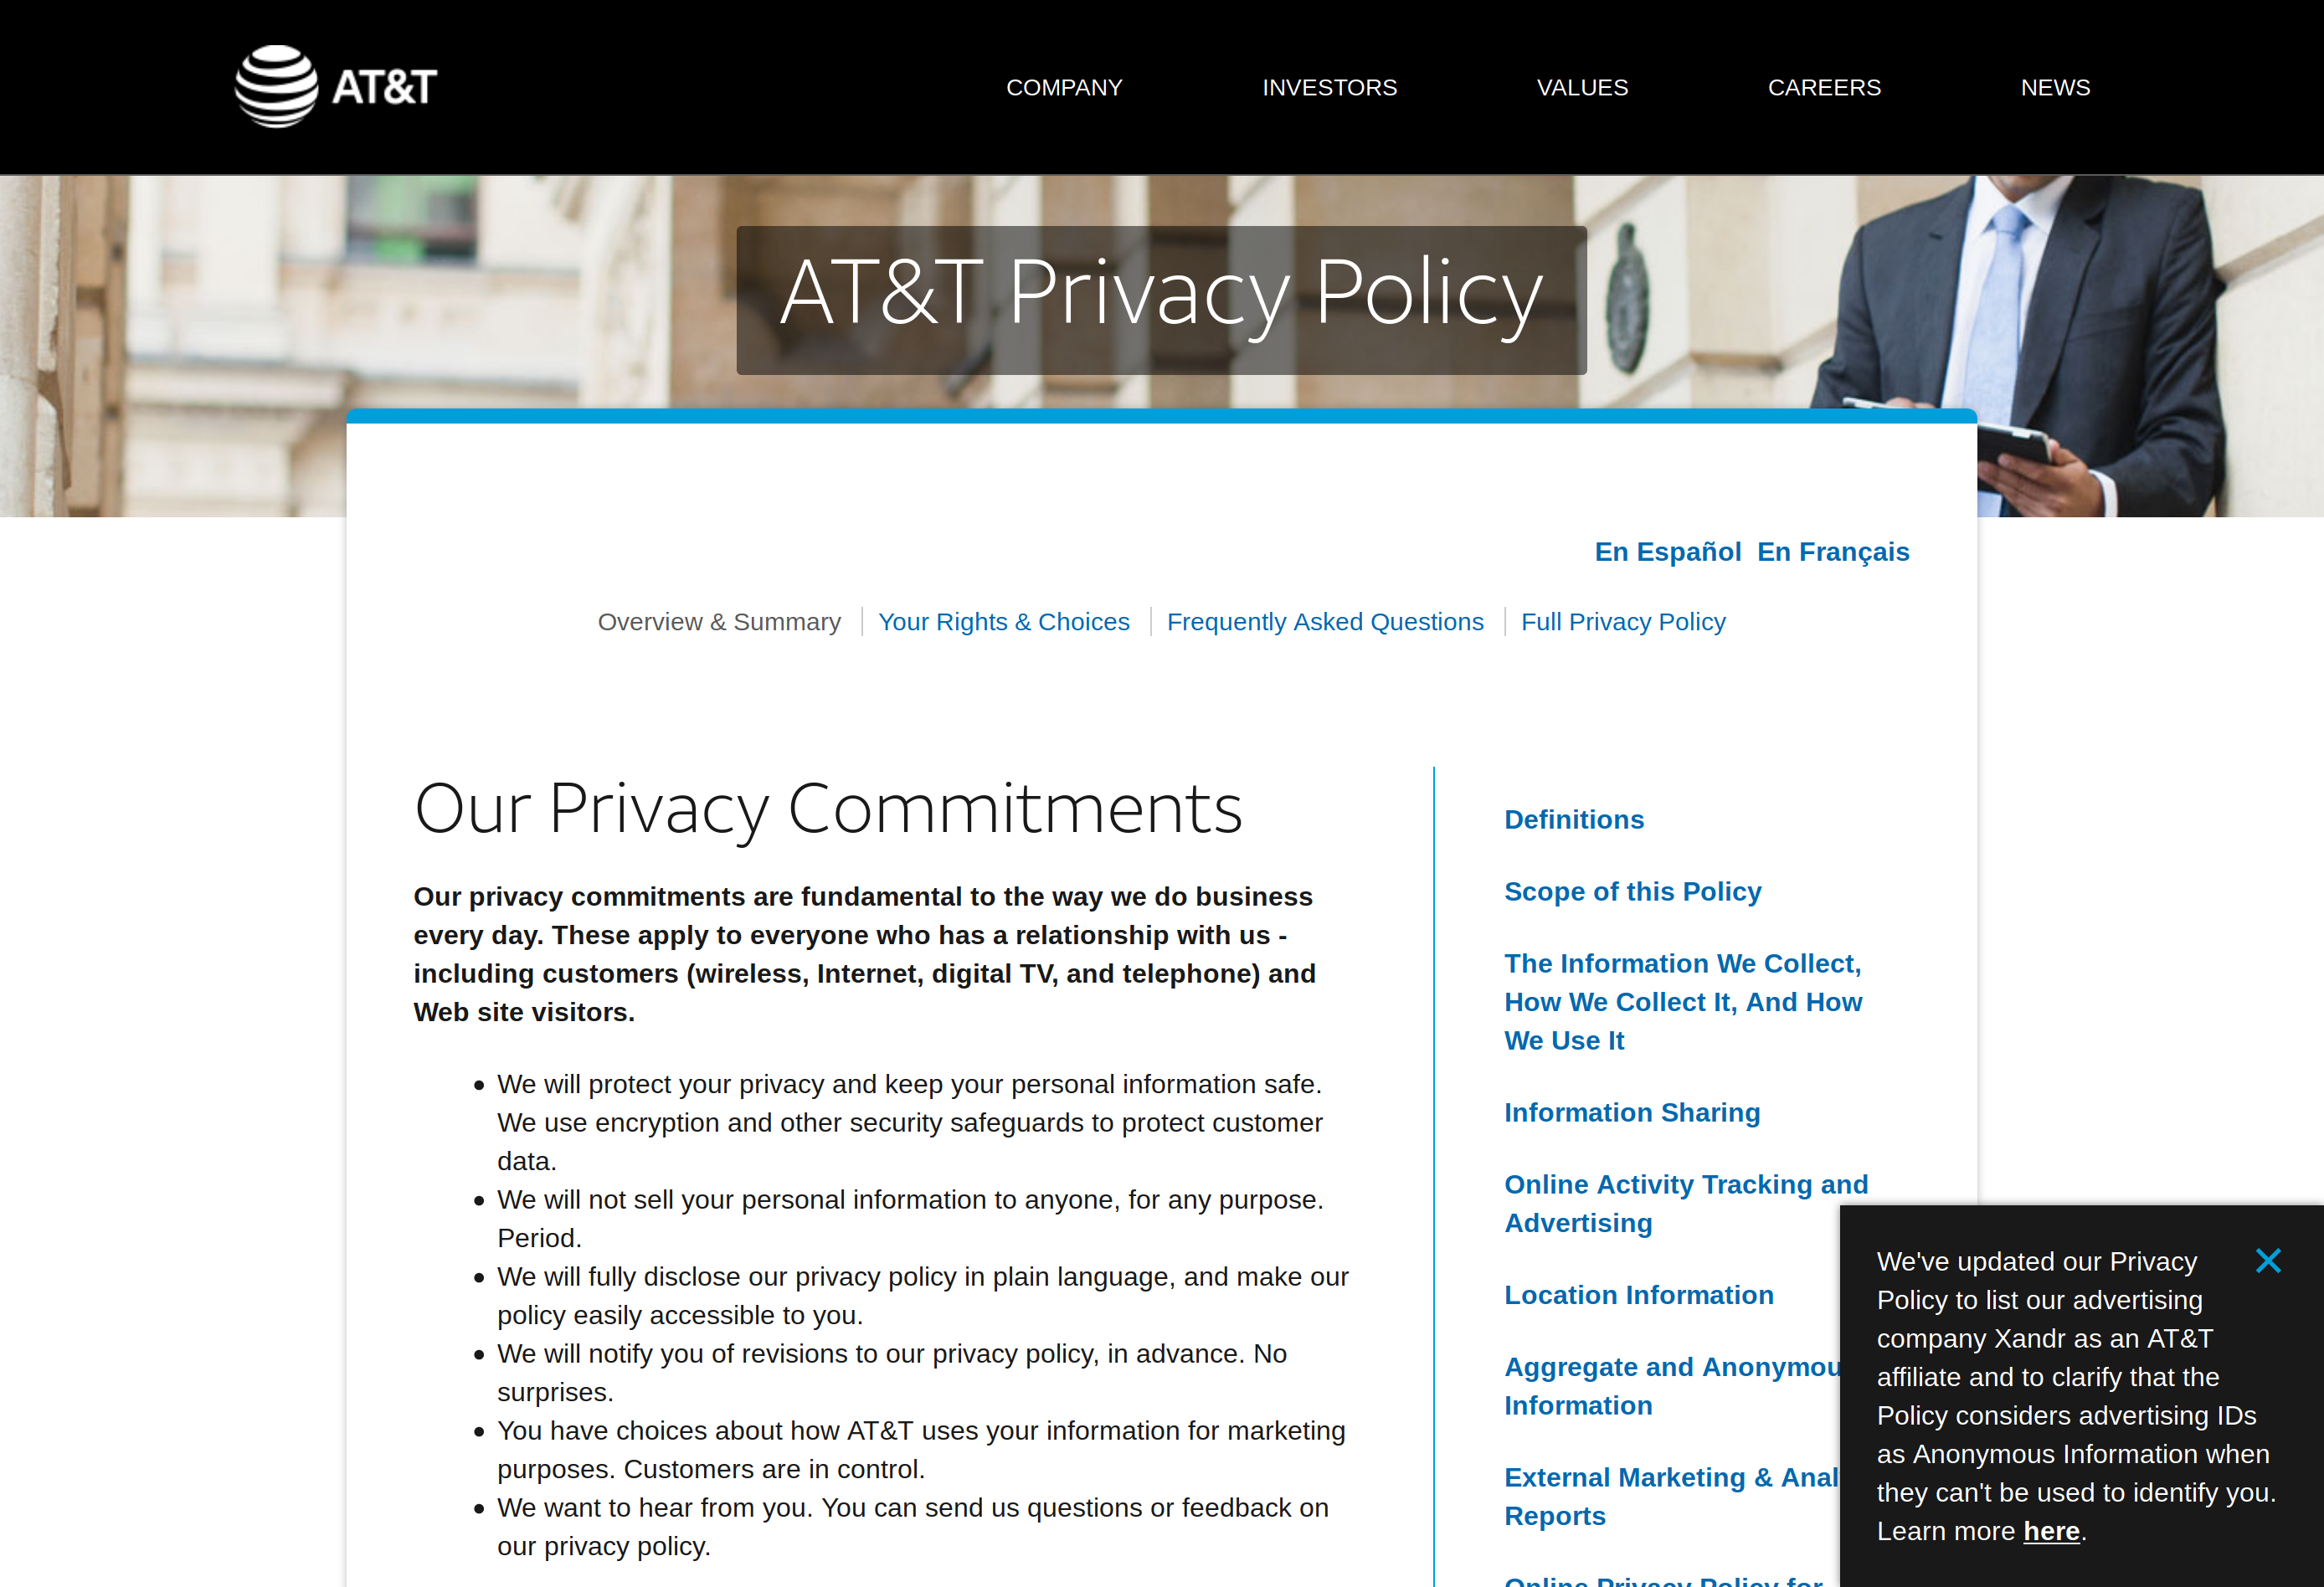 AT&T
COMPANY
INVESTORS
VALUES
CAREERS
NEWS
AT&T Privacy Policy
En Español En Français
Overview & Summary
Your Rights & Choices
Frequently Asked Questions
Full Privacy Policy
Our Privacy Commitments
Our privacy commitments are fundamental to the way we do business
every day. These apply to everyone who has a relationship with us -
including customers (wireless, Internet, digital TV, and telephone) and
Web site visitors.
We will protect your privacy and keep your personal information safe.
We use encryption and other security safeguards to protect customer
data.
We will not sell your personal information to anyone, for any purpose.
Period.
We will fully disclose our privacy policy in plain language, and make our
policy easily accessible to you.
We will notify you of revisions to our privacy policy, in advance. No
surprises.
You have choices about how AT&T uses your information for marketing
purposes. Customers are in control.
We want to hear from you. You can send us questions or feedback on
our privacy policy.
Definitions
Scope of this Policy
The Information We Collect,
How We Collect It, And How
We Use It
Information Sharing
Online Activity Tracking and
Advertising
Location Information
Aggregate and
Information
External Marketing &
Reports
Online Privacy Policy for
We've updated our Privacy
Policy to list our advertising
company Xandr as an AT&T
affiliate and to clarify that the
Policy considers advertising IDs
as Anonymous Information when
they can't be used to identify you.
Learn more here.